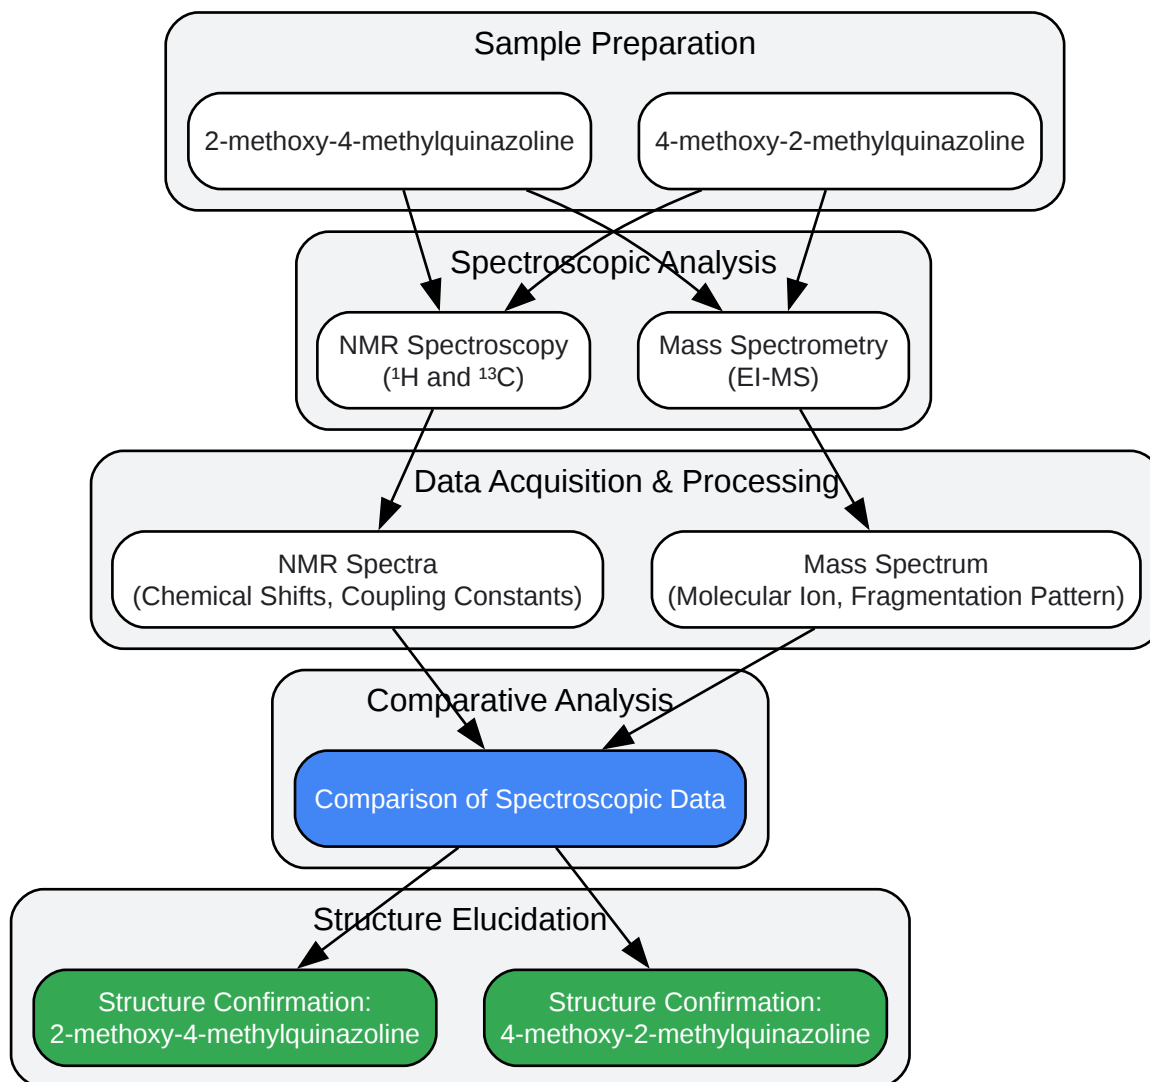 Sample Preparation
2-methoxy-4-methylquinazoline
4-methoxy-2-methylquinazoline
Spectroscopic Analysis
NMR Spectroscopy
(¹H and ¹³C)
Mass Spectrometry
(EI-MS)
Data Acquisition & Processing
NMR Spectra
(Chemical Shifts, Coupling Constants)
Mass Spectrum
(Molecular Ion, Fragmentation Pattern)
Comparative Analysis
Comparison of Spectroscopic Data
Structure Elucidation
Structure Confirmation:
2-methoxy-4-methylquinazoline
Structure Confirmation:
4-methoxy-2-methylquinazoline